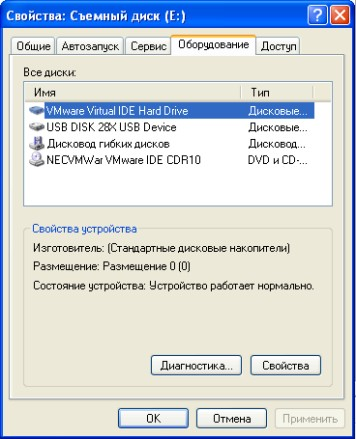 Свойства: Съемный диск (E:)
Общие Автозапуск Сервис Оборудование Доступ
Все диски:
Имя Тип
VMware Virtual IDE Hard Drive Дисковые...
USB DISK 28X USB Device Дисковые...
Дисковод гибких дисков Дисковод...
NECVMWar VMware IDE CDR10 DVD и CD-...
Свойства устройства
Изготовитель: (Стандартные дисковые накопители)
Размещение: Размещение 0 (0)
Состояние устройства: Устройство работает нормально.
Диагностика... Свойства
OK Отмена Применить